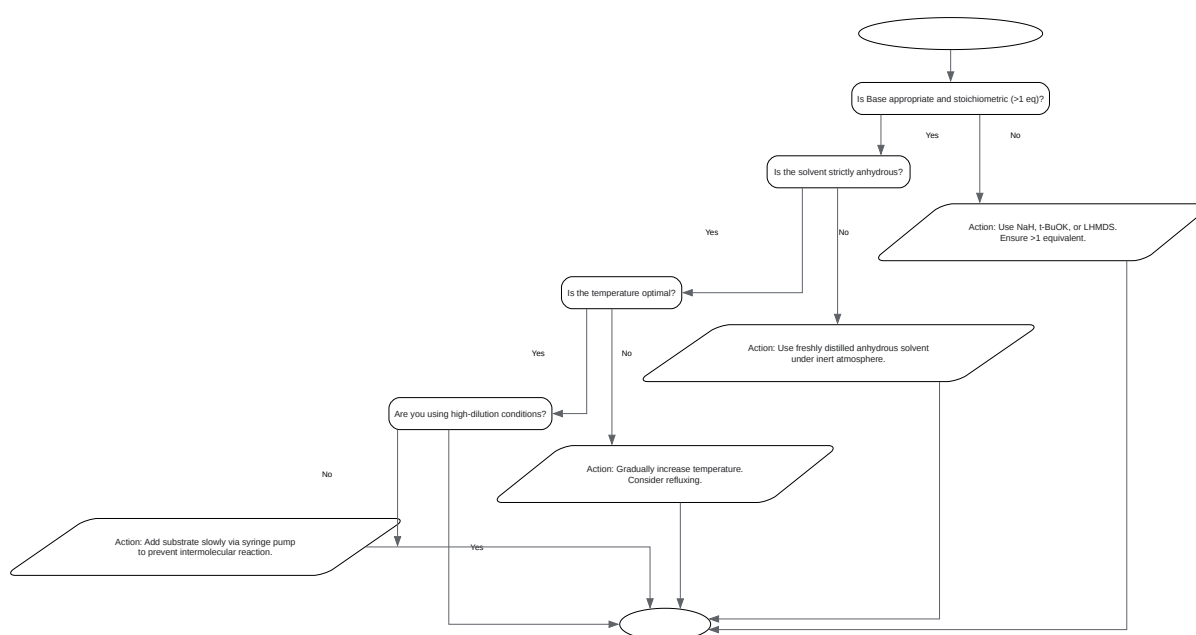 Is Base appropriate and stoichiometric (>1 eq)?
Yes
No
Is the solvent strictly anhydrous?
Action: Use NaH, t-BuOK, or LHMDS.
Ensure >1 equivalent.
Yes
No
Is the temperature optimal?
Action: Use freshly distilled anhydrous solvent
under inert atmosphere.
Yes
No
Are you using high-dilution conditions?
Action: Gradually increase temperature.
Consider refluxing.
No
Action: Add substrate slowly via syringe pump
to prevent intermolecular reaction.
Yes